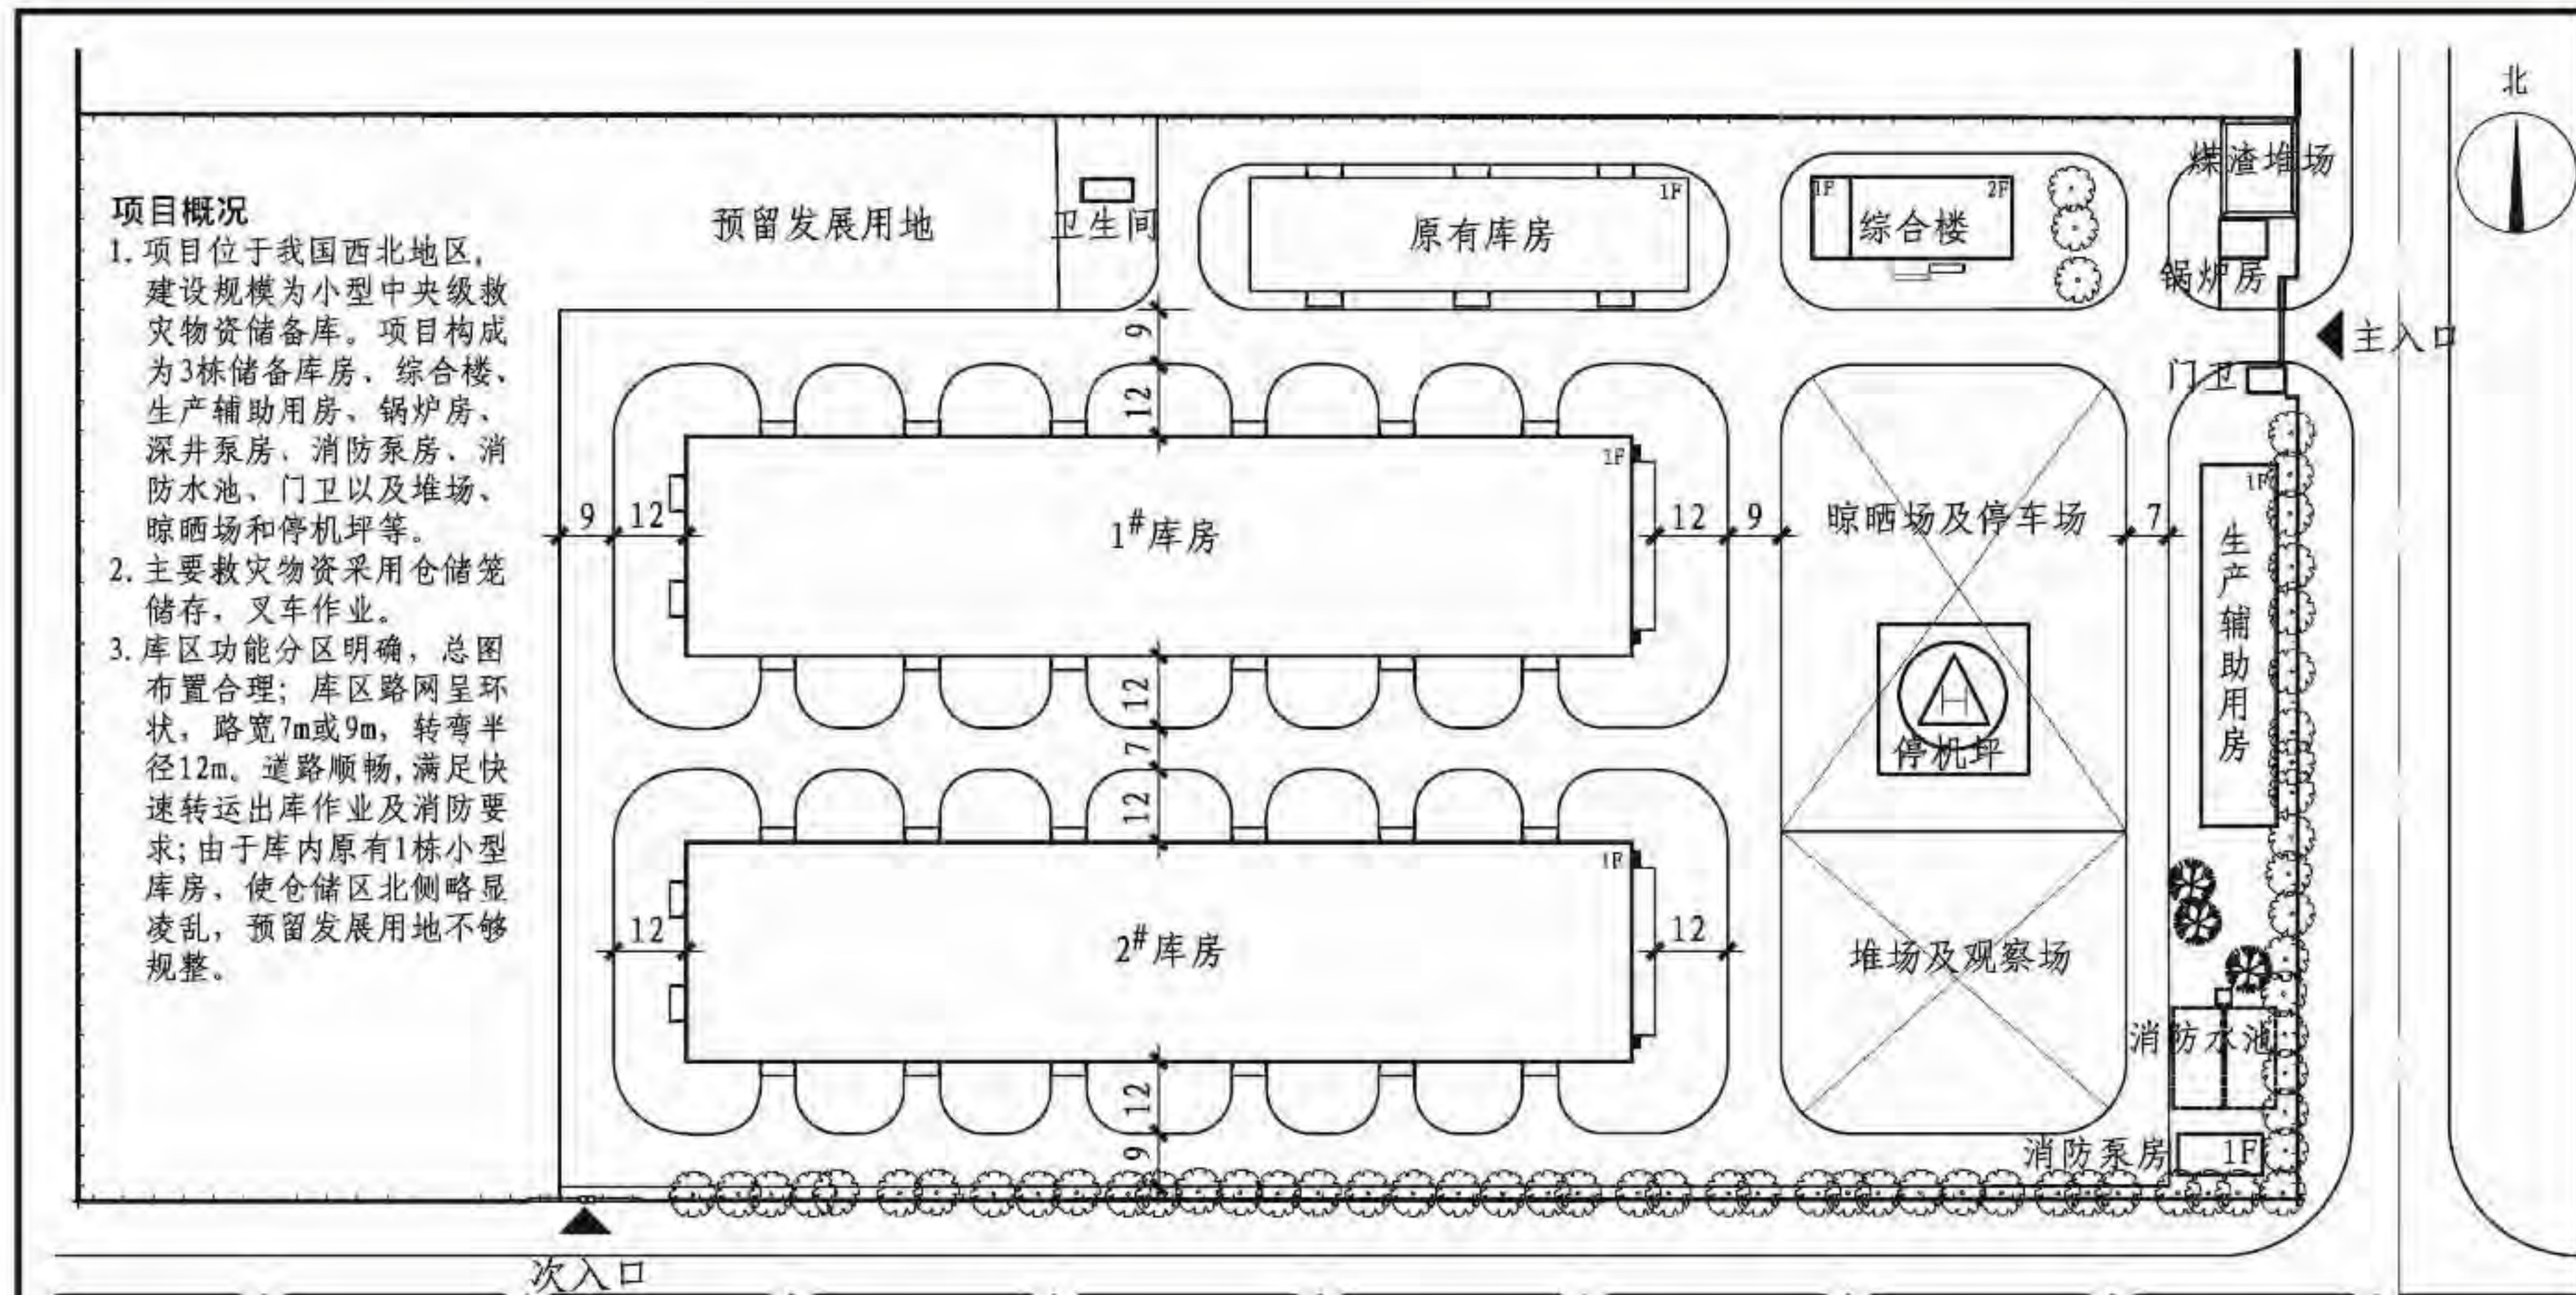 北
项目概况
1. 项目位于我国西北地区，
建设规模为小型中央级救
灾物资储备库。项目构成
为3栋储备库房、综合楼、
生产辅助用房、锅炉房、
深井泵房、消防泵房、消
防水池、门卫以及堆场、
晾晒场和停机坪等。
2. 主要救灾物资采用仓储笼
储存，叉车作业。
3. 库区功能分区明确，总图
布置合理；库区路网呈环
状，路宽7m或9m，转弯半
径12m。道路顺畅,满足快
速转运出库作业及消防要
求;由于库内原有1栋小型
库房，使仓储区北侧略显
凌乱，预留发展用地不够
规整。
预留发展用地
卫生间
1F
原有库房
1F
2F
综合楼
煤渣堆场
锅炉房
主入口
门卫
9
12
1F
9
12
1#库房
12
9
晾晒场及停车场
7
1F
生产辅助用房
H
停机坪
12
7
12
1F
12
2#库房
12
堆场及观察场
消防水池
12
9
消防泵房
1F
次入口